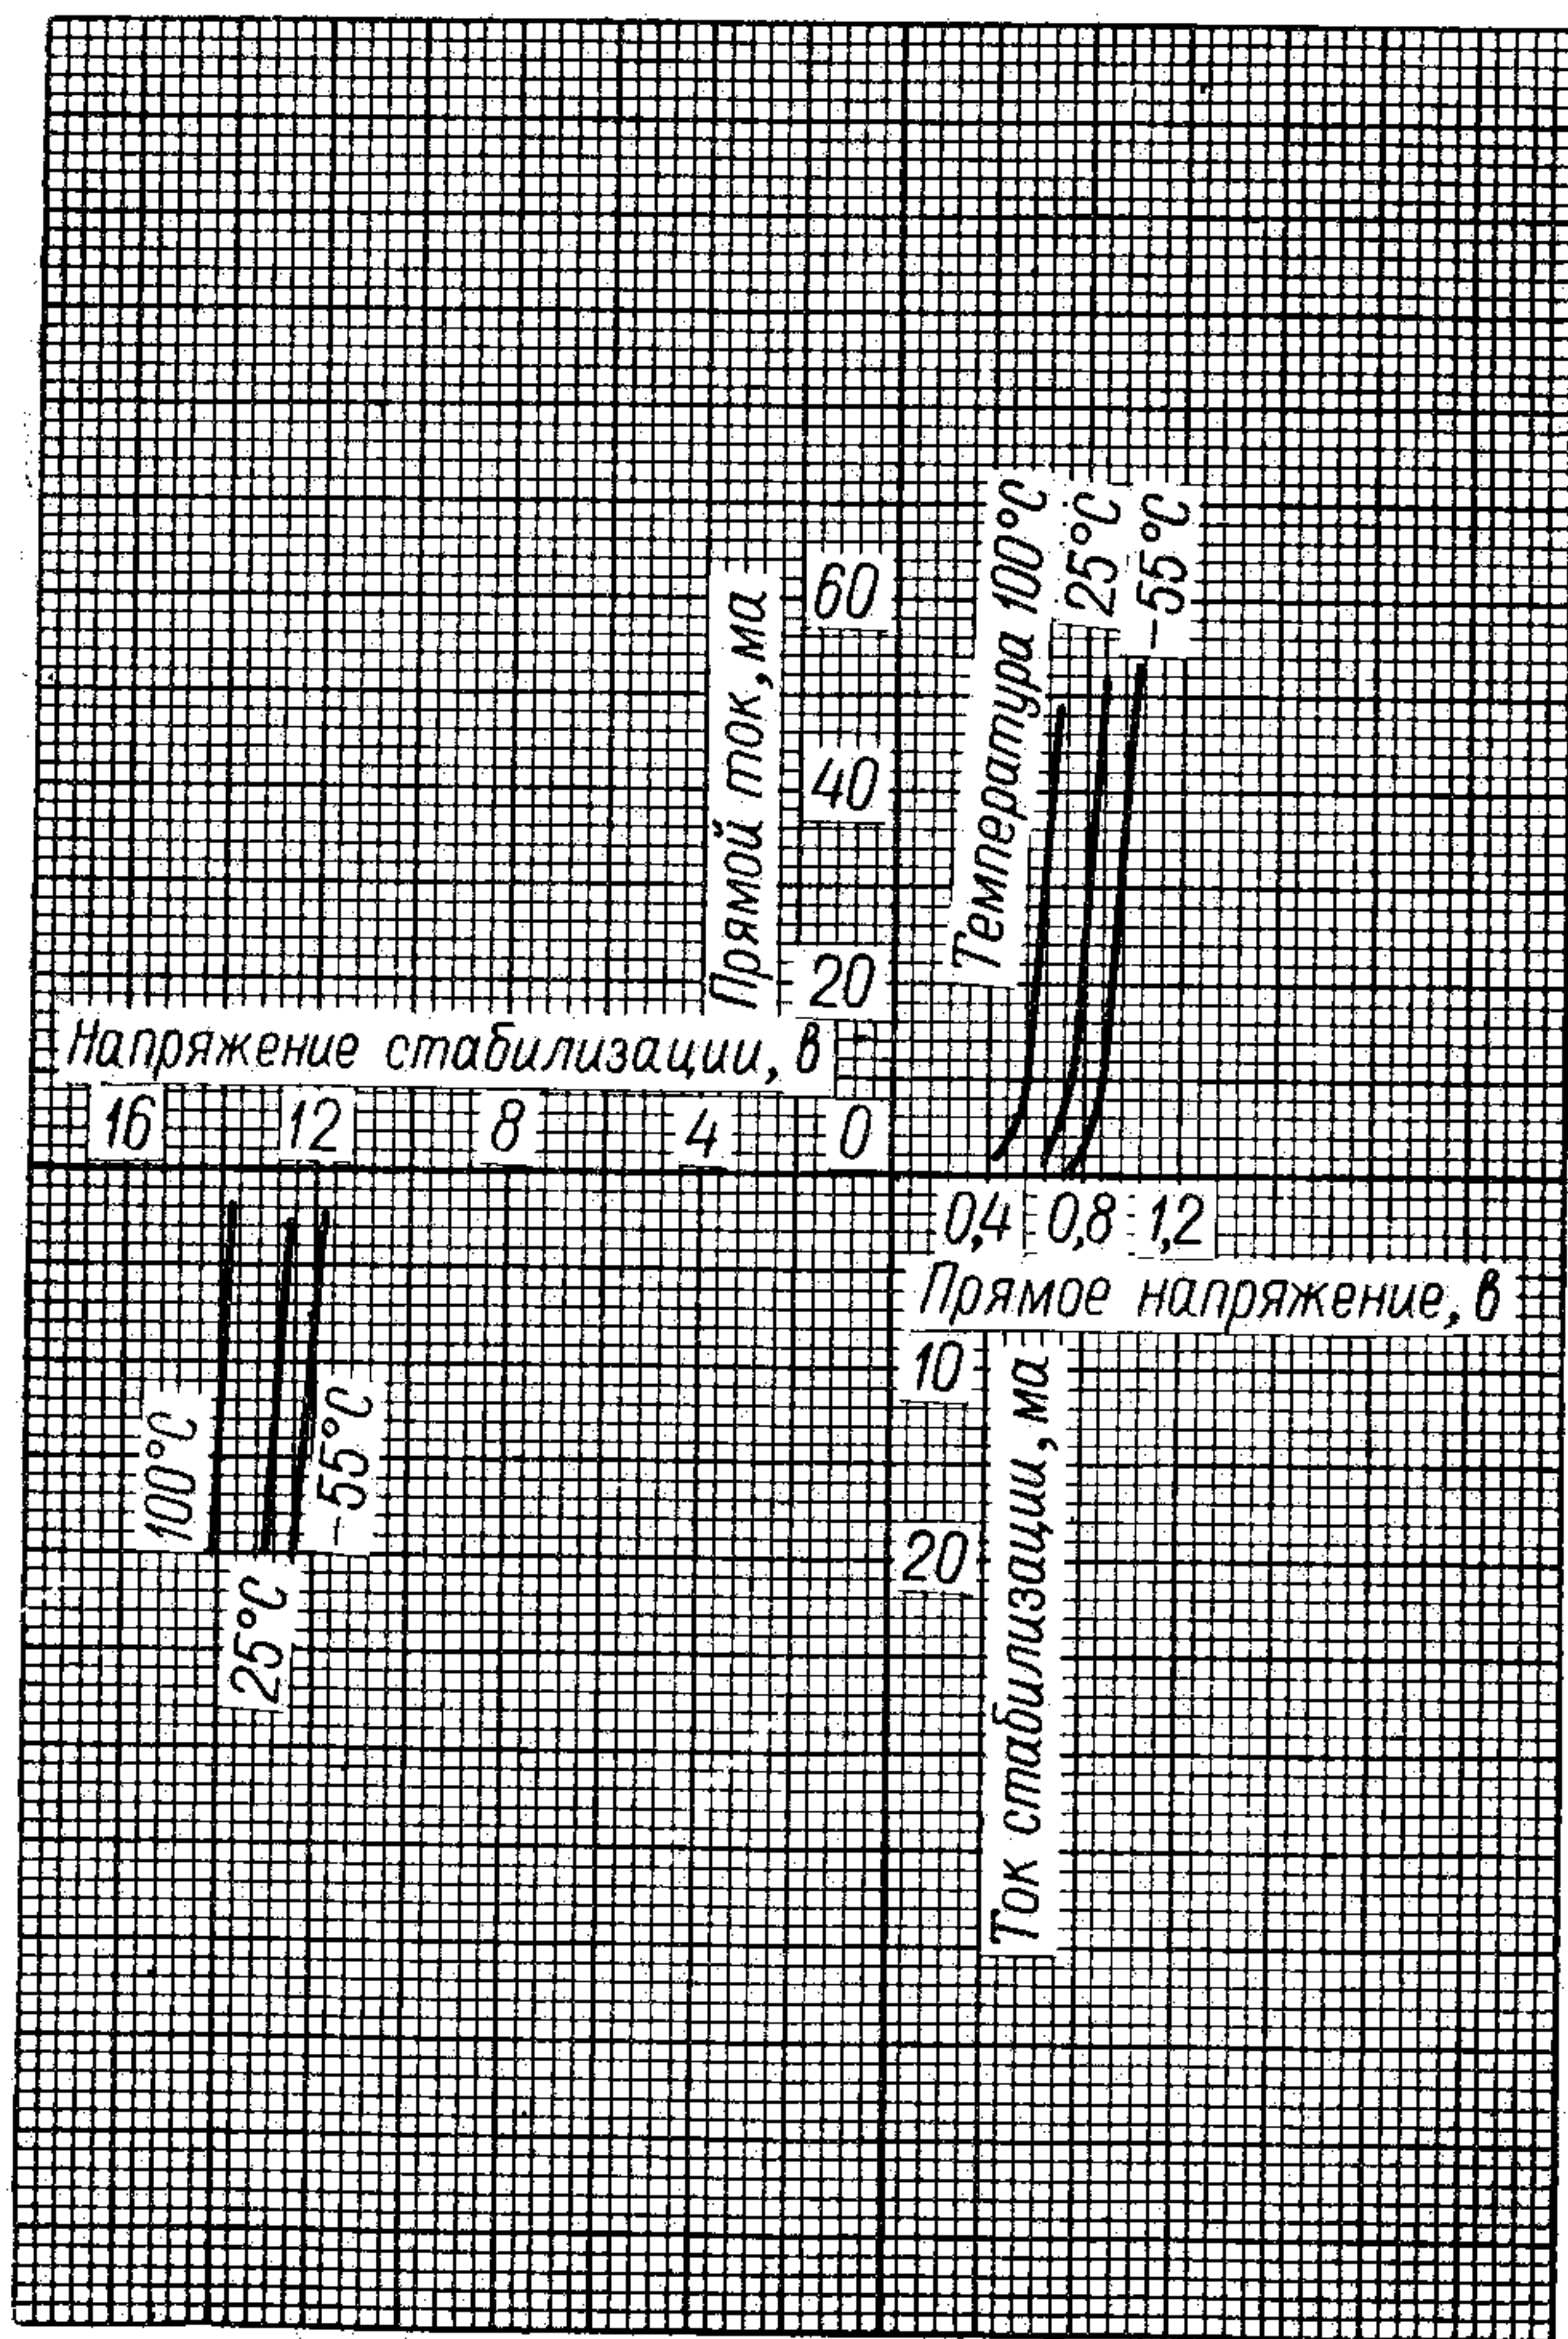 Температура 100°С
25°С
-55°С
Прямой ток, ма
60
40
20
Напряжение стабилизации, в
16 12 8 4 0
0,4 0,8 1,2
Прямое напряжение, в
10
20
Ток стабилизации, ма
100°С
25°С
-55°С